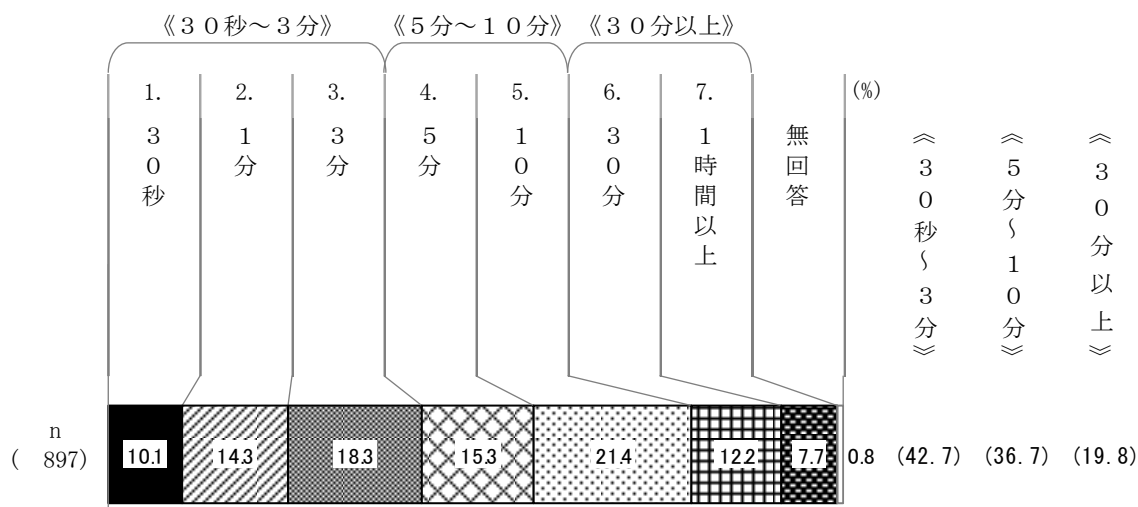 《３０秒～３分》 《５分～１０分》 《３０分以上》
1. 2. 3. 4. 5. 6. 7. (%)
３０秒
１分
３分
５分
１０分
３０分
１時間以上
無回答
《３０秒～３分》
《５分～１０分》
《３０分以上》
n
( 897) 10.1 14.3 18.3 15.3 21.4 12.2 7.7 0.8 (42.7) (36.7) (19.8)